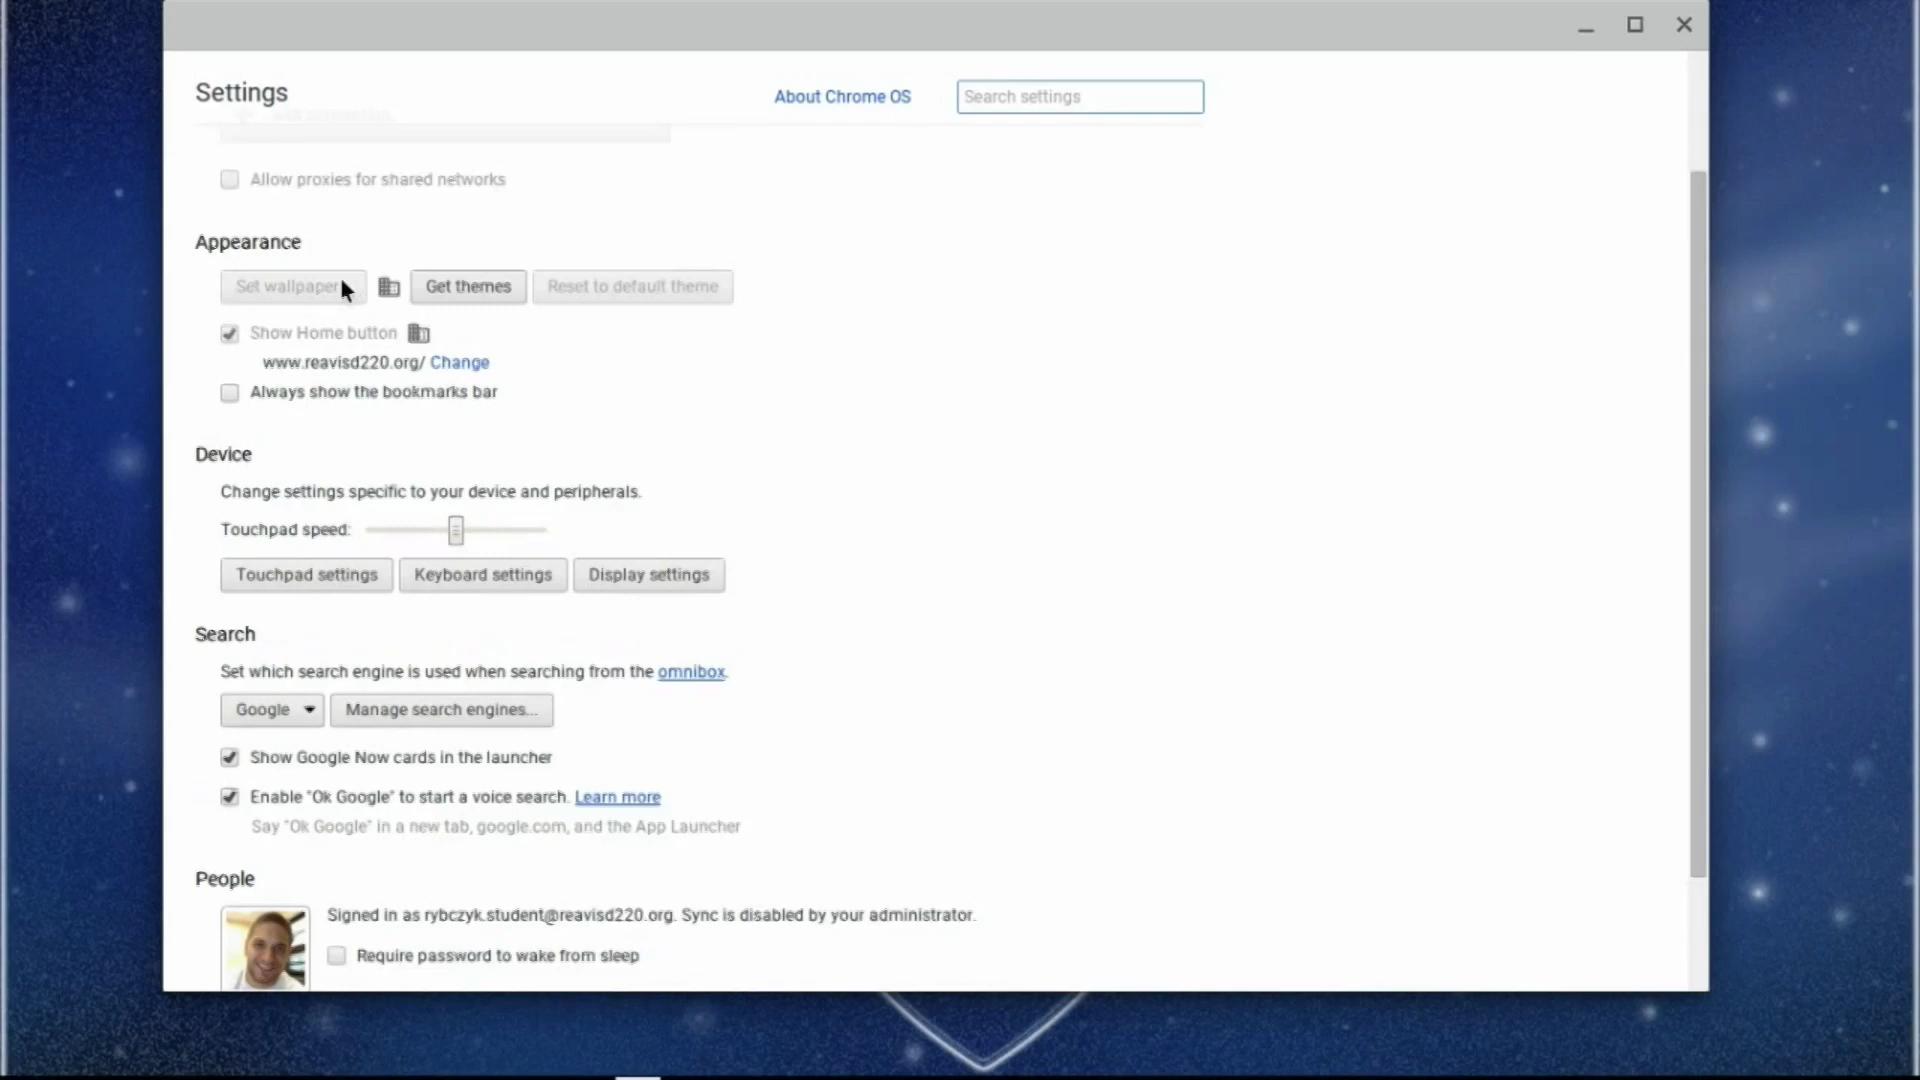 Settings
About Chrome OS
Search settings
Allow proxies for shared networks
Appearance
Set wallpaper
Get themes
Reset to default theme
Show Home button
www.reavisd220.org/ Change
Always show the bookmarks bar
Device
Change settings specific to your device and peripherals.
Touchpad speed:
Touchpad settings
Keyboard settings
Display settings
Search
Set which search engine is used when searching from the omnibox.
Google
Manage search engines...
Show Google Now cards in the launcher
Enable "Ok Google" to start a voice search. Learn more
Say "Ok Google" in a new tab, google.com, and the App Launcher
People
Signed in as rybczyk.student@reavisd220.org. Sync is disabled by your administrator.
Require password to wake from sleep